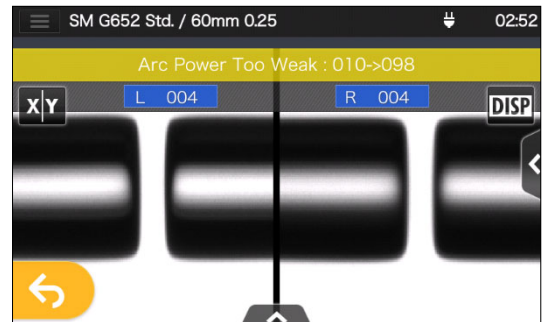 SM G652 Std. / 60mm 0.25 02:52
Arc Power Too Weak : 010->098
L 004 R 004
X|Y DISP